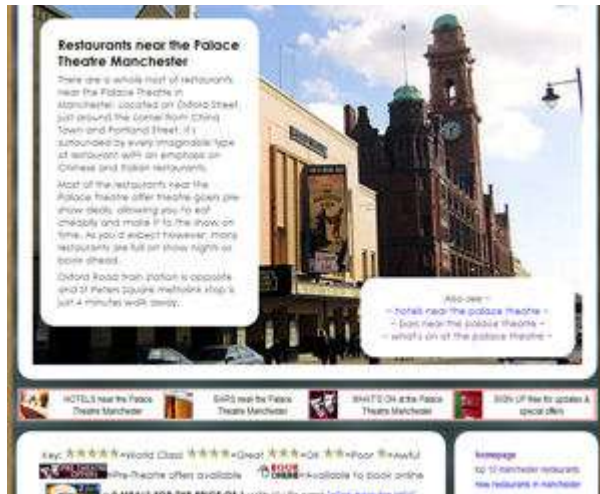 Restaurants near the Palace
Theatre Manchester
There are a whole host of restaurants
near the Palace Theatre in
Manchester. Located on Oxford Street,
just around the corner from China
Town and Portland Street, it's
surrounded by every imaginable type
of restaurant with an emphasis on
Chinese and Italian restaurants.
Most of the restaurants near the
Palace Theatre offer theatre goers pre
show deals, allowing you to eat
cheaply and make it to the show on
time. As you'd expect however, many
restaurants are full on show nights so
book ahead.
Oxford Road train station is opposite
and St Peters Square metrolink stop is
just 4 minutes walk away.
Also see -
- hotels near the palace theatre -
- bars near the palace theatre -
- what's on at the palace theatre -
HOTELS near the Palace
Theatre Manchester
BARS near the Palace
Theatre Manchester
WHAT'S ON at the Palace
Theatre Manchester
SIGN UP free for updates &
special offers
Key: =World Class =Great =OK =Poor =Awful
=Pre-Theatre offers available BOOK ONLINE=Available to book online
MEALS FOR THE PRICE OF
homepage
top 10 manchester restaurants
new restaurants in manchester